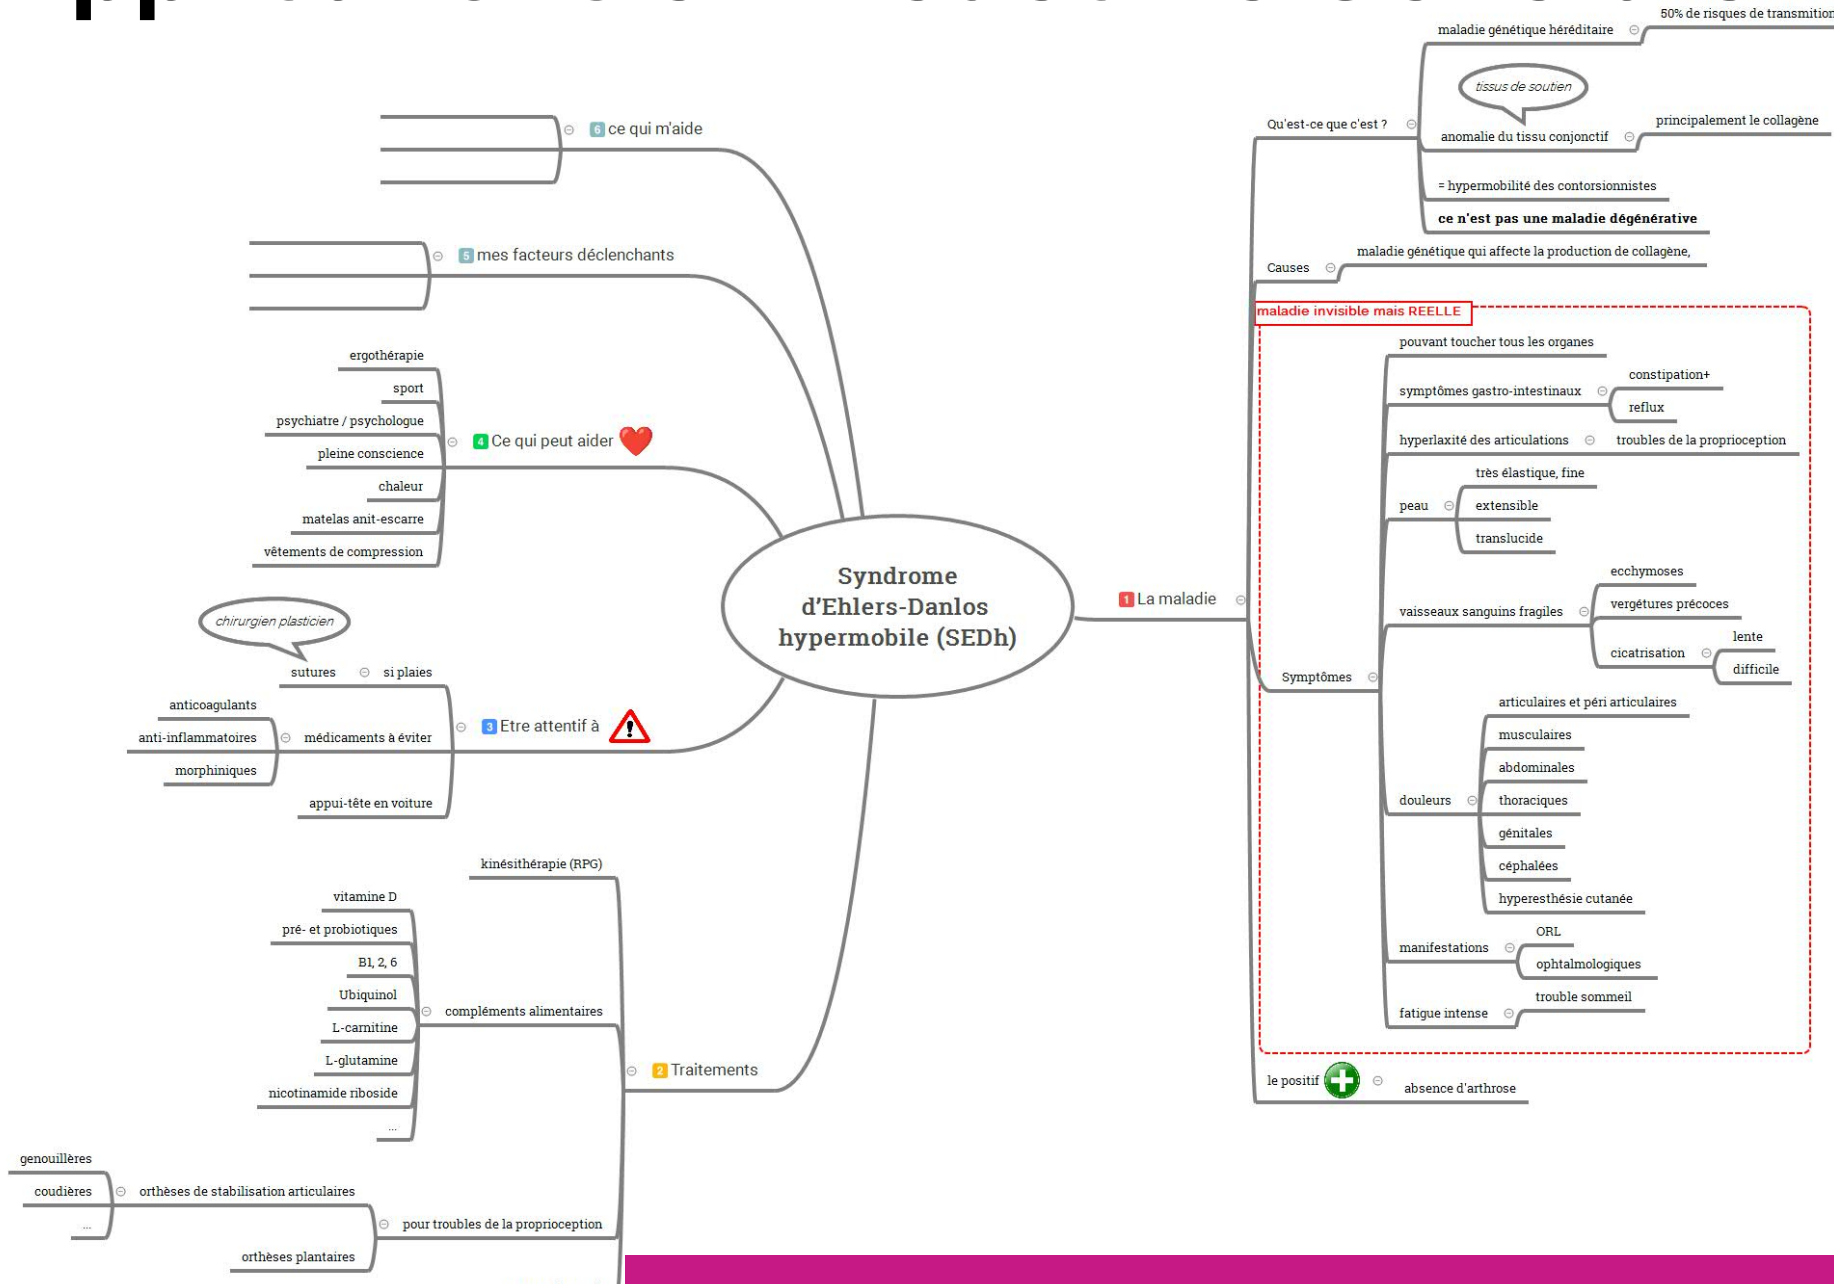 Syndrome
d'Ehlers-Danlos
hypermobile (SEDh)
1 La maladie
Qu'est-ce que c'est ?
maladie génétique héréditaire
50% de risques de transmition
tissus de soutien
anomalie du tissu conjonctif
principalement le collagène
= hypermobilité des contorsionnistes
ce n'est pas une maladie dégénérative
Causes
maladie génétique qui affecte la production de collagène,
maladie invisible mais REELLE
Symptômes
pouvant toucher tous les organes
symptômes gastro-intestinaux
constipation+
reflux
hyperlaxité des articulations
troubles de la proprioception
peau
très élastique, fine
extensible
translucide
vaisseaux sanguins fragiles
ecchymoses
vergétures précoces
cicatrisation
lente
difficile
douleurs
articulaires et péri articulaires
musculaires
abdominales
thoraciques
génitales
céphalées
hyperesthésie cutanée
manifestations
ORL
ophtalmologiques
fatigue intense
trouble sommeil
le positif
absence d'arthrose
2 Traitements
kinésithérapie (RPG)
compléments alimentaires
vitamine D
pré- et probiotiques
B1, 2, 6
Ubiquinol
L-carnitine
L-glutamine
nicotinamide riboside
...
pour troubles de la proprioception
orthèses de stabilisation articulaires
genouillères
coudières
...
orthèses plantaires
3 Etre attentif à
si plaies
sutures
chirurgien plasticien
médicaments à éviter
anticoagulants
anti-inflammatoires
morphiniques
appui-tête en voiture
4 Ce qui peut aider
ergothérapie
sport
psychiatre / psychologue
pleine conscience
chaleur
matelas anit-escarre
vêtements de compression
5 mes facteurs déclenchants
6 ce qui m'aide